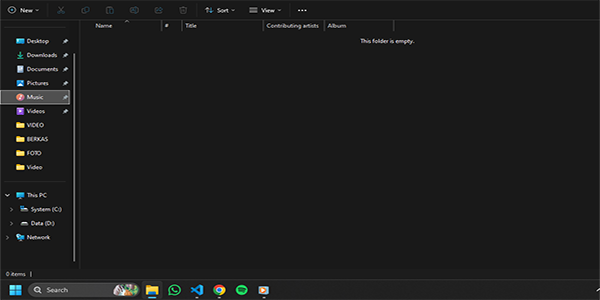 New Sort View •••
Name # Title Contributing artists Album
This folder is empty.
Desktop
Downloads
Documents
Pictures
Music
Videos
VIDEO
BERKAS
FOTO
Video
This PC
System (C:)
Data (D:)
Network
0 items
Search